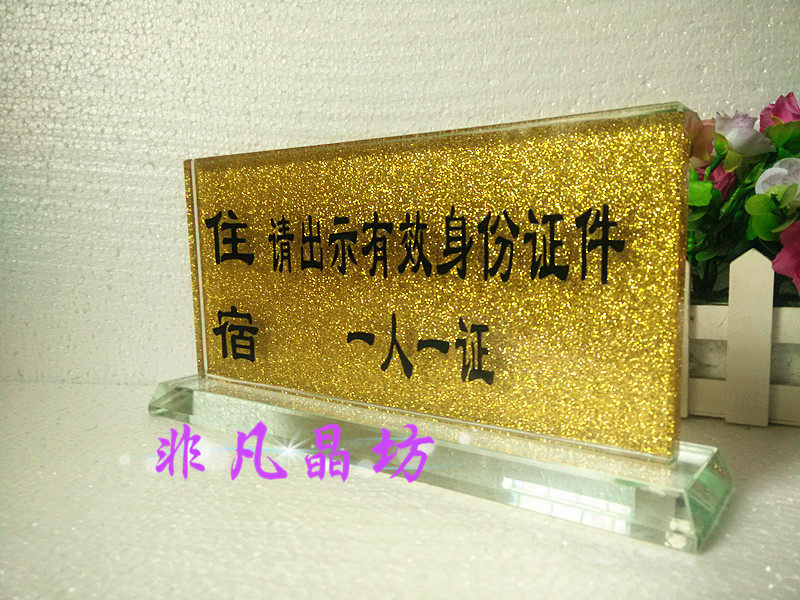 住宿
请出示有效身份证件
一人一证
非凡晶坊